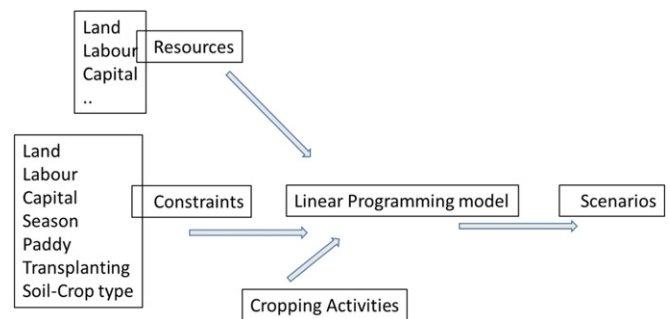 Land
Labour
Capital
..
Resources
Land
Labour
Capital
Season
Paddy
Transplanting
Soil-Crop type
Constraints
Linear Programming model
Scenarios
Cropping Activities